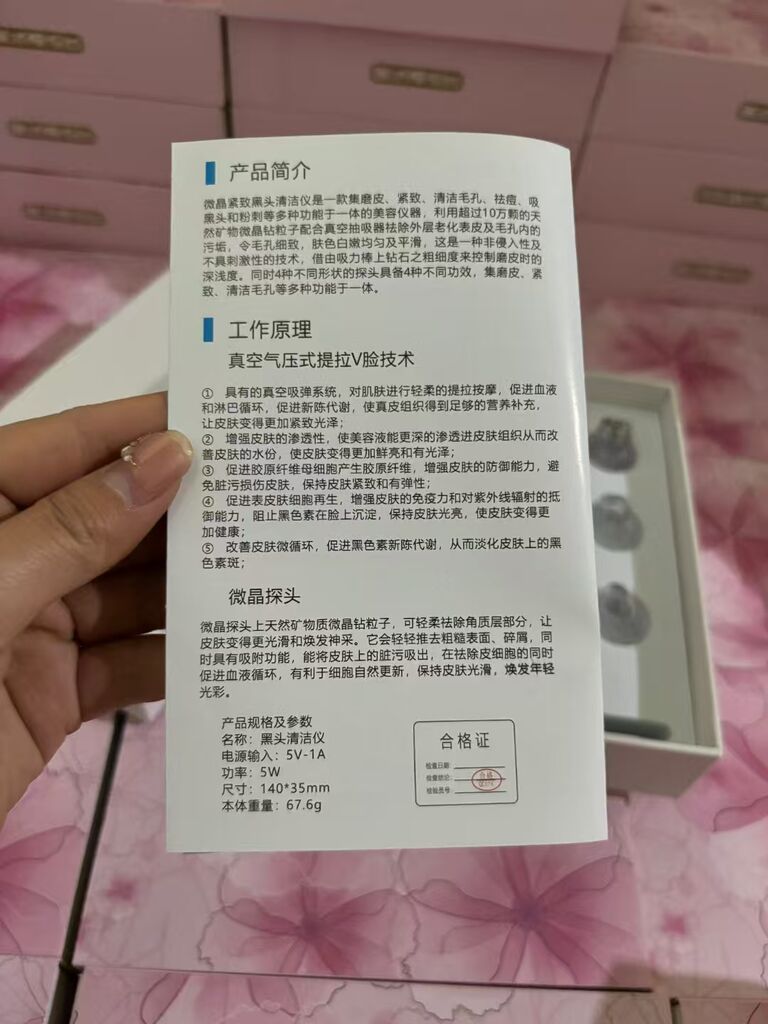 产品简介
微晶紧致黑头清洁仪是一款集磨皮、紧致、清洁毛孔、祛痘、吸
黑头和粉刺等多种功能于一体的美容仪器，利用超过10万颗的天
然矿物微晶钻粒子配合真空抽吸器祛除外层老化表皮及毛孔内的
污垢，令毛孔细致，肤色白嫩均匀及平滑，这是一种非侵入性及
不具刺激性的技术，借由吸力棒上钻石之粗细度来控制磨皮时的
深浅度。同时4种不同形状的探头具备4种不同功效，集磨皮、紧
致、清洁毛孔等多种功能于一体。
工作原理
真空气压式提拉V脸技术
① 具有的真空吸弹系统，对肌肤进行轻柔的提拉按摩，促进血液
和淋巴循环，促进新陈代谢，使真皮组织得到足够的营养补充，
让皮肤变得更加紧致光泽；
② 增强皮肤的渗透性，使美容液能更深的渗透进皮肤组织从而改
善皮肤的水份，使皮肤变得更加鲜亮和有光泽；
③ 促进胶原纤维母细胞产生胶原纤维，增强皮肤的防御能力，避
免脏污损伤皮肤，保持皮肤紧致和有弹性；
④ 促进表皮肤细胞再生，增强皮肤的免疫力和对紫外线辐射的抵
御能力，阻止黑色素在脸上沉淀，保持皮肤光亮，使皮肤变得更
加健康；
⑤ 改善皮肤微循环，促进黑色素新陈代谢，从而淡化皮肤上的黑
色素斑；
微晶探头
微晶探头上天然矿物质微晶钻粒子，可轻柔祛除角质层部分，让
皮肤变得更光滑和焕发神采。它会轻轻推去粗糙表面、碎屑，同
时具有吸附功能，能将皮肤上的脏污吸出，在祛除皮细胞的同时
促进血液循环，有利于细胞自然更新，保持皮肤光滑，焕发年轻
光彩。
产品规格及参数
名称：黑头清洁仪
电源输入：5V-1A
功率：5W
尺寸：140*35mm
本体重量：67.6g
合格证
检查日期：
检查结论：
合格
检验员号：